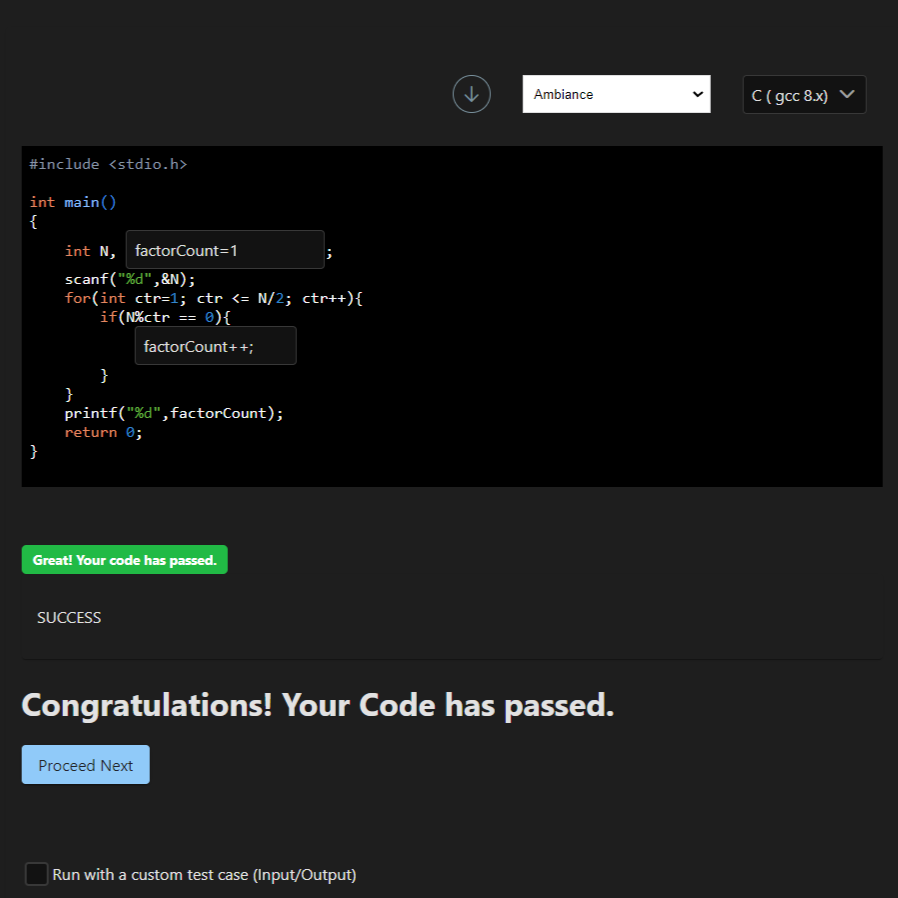 Ambiance
C ( gcc 8.x)
#include <stdio.h>
int main()
{
int N, factorCount=1 ;
scanf("%d",&N);
for(int ctr=1; ctr <= N/2; ctr++){
if(N%ctr == 0){
factorCount++;
}
}
printf("%d",factorCount);
return 0;
}
Great! Your code has passed.
SUCCESS
Congratulations! Your Code has passed.
Proceed Next
Run with a custom test case (Input/Output)